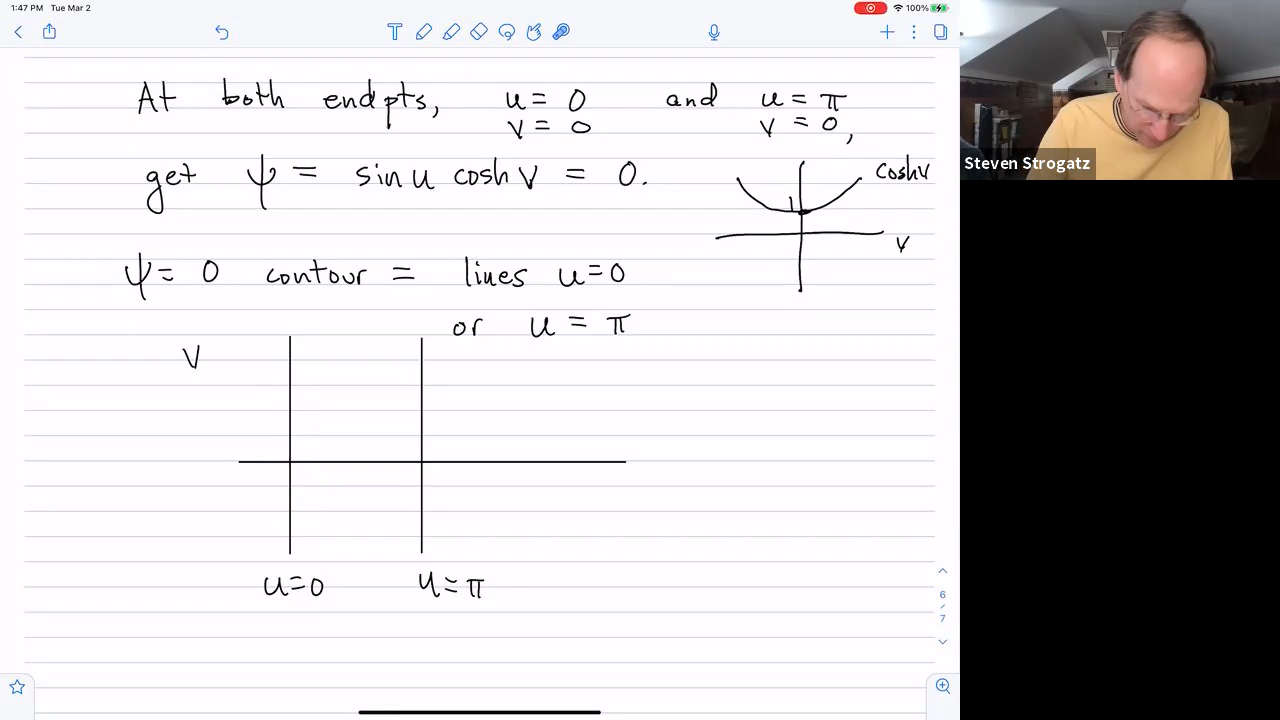 1:47 PM Tue Mar 2
100%
At both endpts, u = 0 and u = π
v = 0 v = 0,
get ψ = sin u cosh v = 0.
cosh v
1
v
ψ = 0 contour = lines u=0
or u = π
V
u=0 u=π
6
/
7
Steven Strogatz